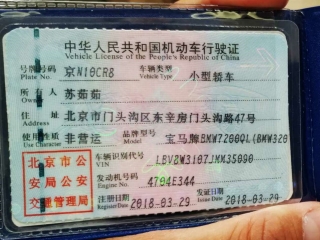 中华人民共和国机动车行驶证
Vehicle License of the People's Republic of China
号牌号码 京N10CR8 车辆类型 小型轿车
Plate No. Vehicle Type
所有人 苏茹茹
Owner
住址 北京市门头沟区东辛房门头沟路47号
Address
使用性质 非营运 品牌型号 宝马牌BMW7200QL(BMW320
Use Character Model
北京市公安局公安交通管理局
车辆识别代号 LBV2W3107JMX35090
VIN
发动机号码 4794E344
Engine No.
注册日期 2018-03-29 发证日期 2018-03-29
Register Date Issue Date